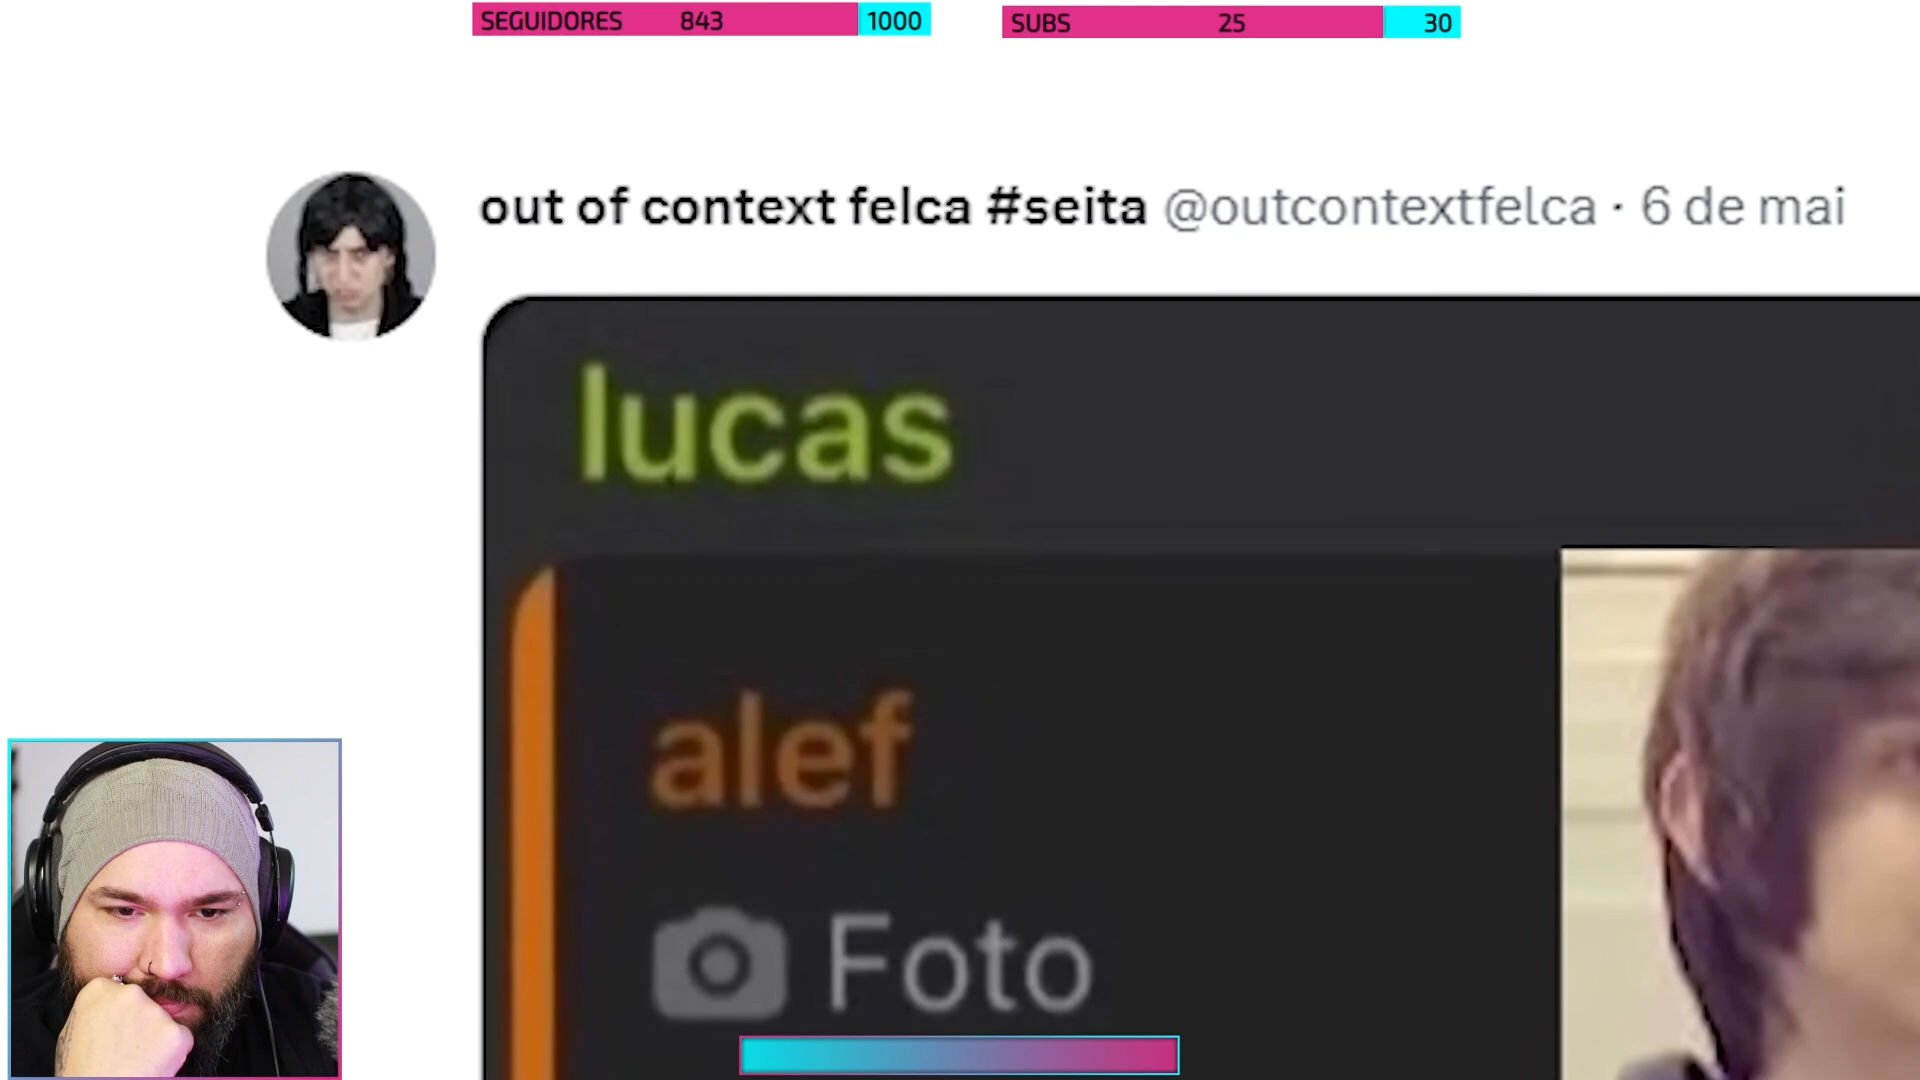 SEGUIDORES 843 1000
SUBS 25 30
out of context felca #seita @outcontextfelca · 6 de mai
lucas
alef
Foto